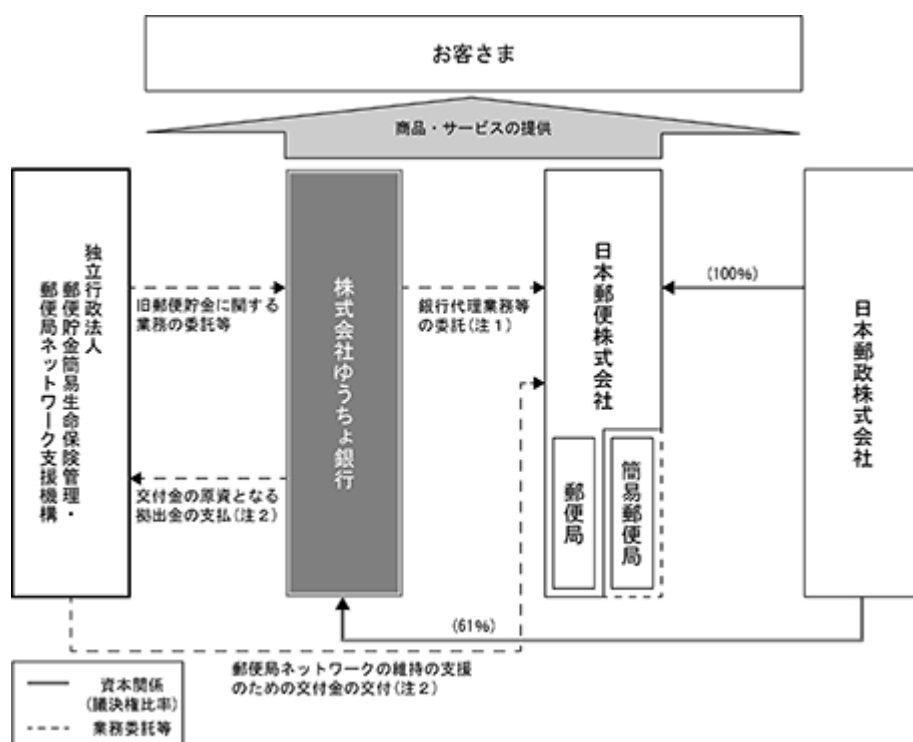 お客さま
商品・サービスの提供
独立行政法人
郵便貯金簡易生命保険管理・
郵便局ネットワーク支援機構
旧郵便貯金に関する
業務の委託等
交付金の原資となる
拠出金の支払(注2)
株式会社ゆうちょ銀行
銀行代理業務等
の委託(注1)
日本郵便株式会社
郵便局
簡易郵便局
(100%)
日本郵政株式会社
(61%)
郵便局ネットワークの維持の支援
のための交付金の交付(注2)
資本関係
(議決権比率)
業務委託等